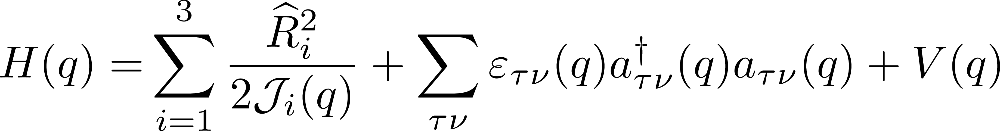 H(q) = \sum_{i=1}^{3} \frac{\widehat{R}_i^2}{2\mathcal{J}_i(q)} + \sum_{\tau\nu} \varepsilon_{\tau\nu}(q) a_{\tau\nu}^{\dagger}(q) a_{\tau\nu}(q) + V(q)